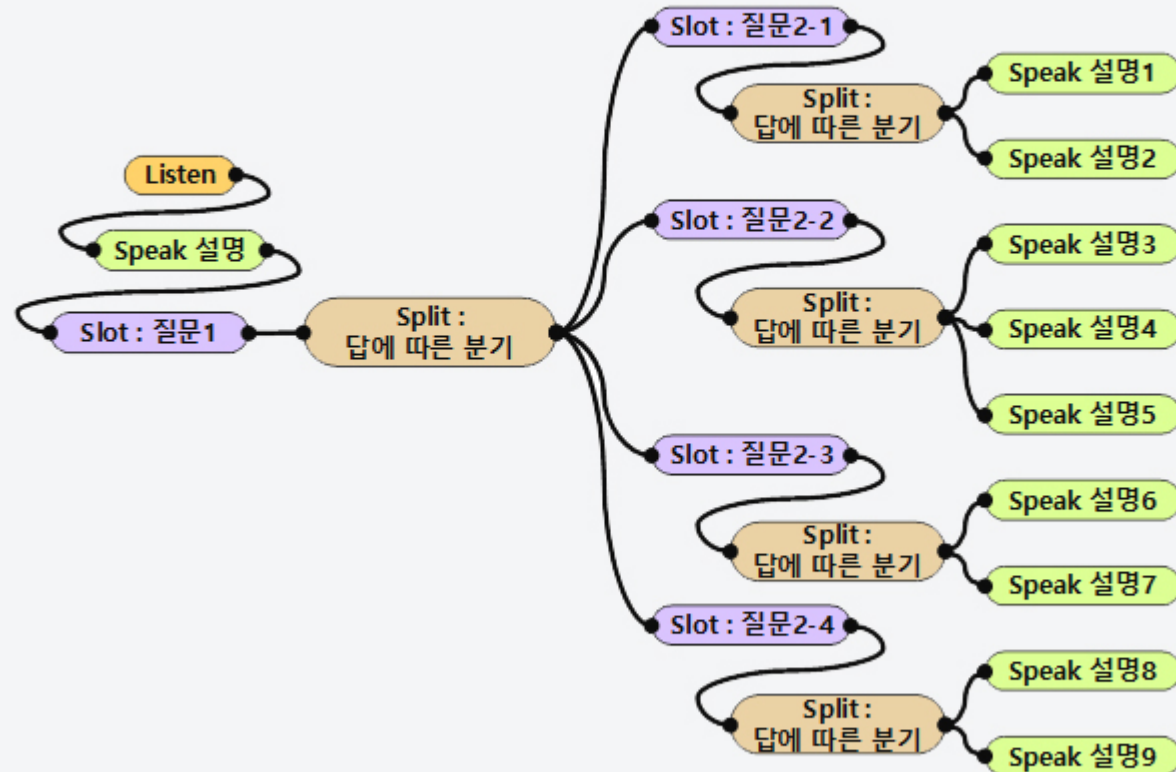 Listen
Speak 설명
Slot : 질문1
Split :
답에 따른 분기
Slot : 질문2-1
Split :
답에 따른 분기
Speak 설명1
Speak 설명2
Slot : 질문2-2
Split :
답에 따른 분기
Speak 설명3
Speak 설명4
Speak 설명5
Slot : 질문2-3
Split :
답에 따른 분기
Speak 설명6
Speak 설명7
Slot : 질문2-4
Split :
답에 따른 분기
Speak 설명8
Speak 설명9